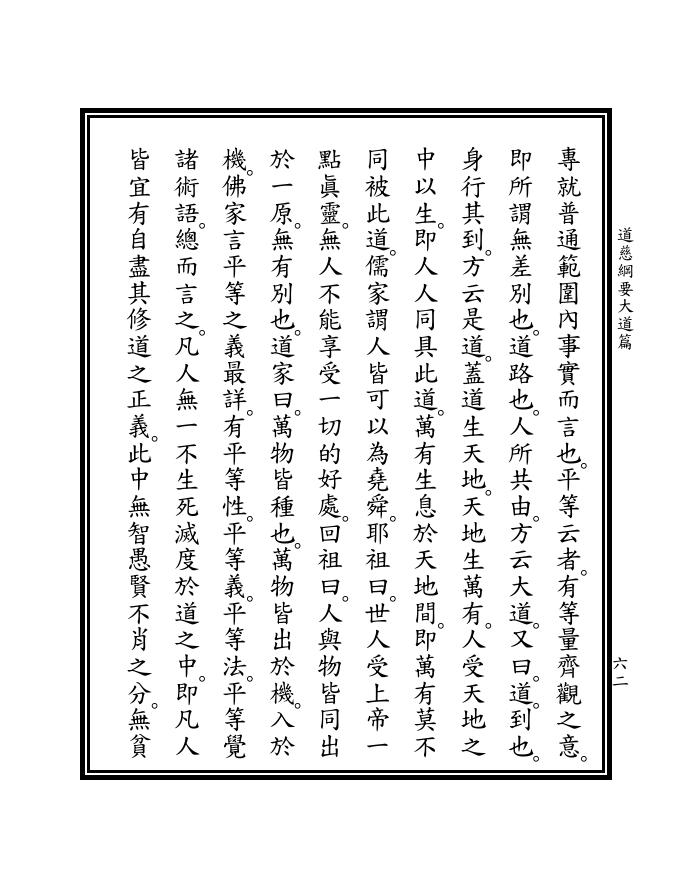 道慈綱要大道篇
六二
專就普通範圍內事實而言也。平等云者。有等量齊觀之意。
即所謂無差別也。道路也。人所共由。方云大道。又曰。道。到也。
身行其到。方云是道。蓋道生天地。天地生萬有。人受天地之
中以生。即人人同具此道。萬有生息於天地間。即萬有莫不
同被此道。儒家謂人皆可以為堯舜。耶祖曰。世人受上帝一
點眞靈。無人不能享受一切的好處。回祖曰。人與物皆同出
於一原。無有別也。道家曰。萬物皆種也。萬物皆出於機。入於
機。佛家言平等之義最詳。有平等性。平等義。平等法。平等覺
諸術語。總而言之。凡人無一不生死滅度於道之中。即凡人
皆宜有自盡其修道之正義。此中無智愚賢不肖之分。無貧